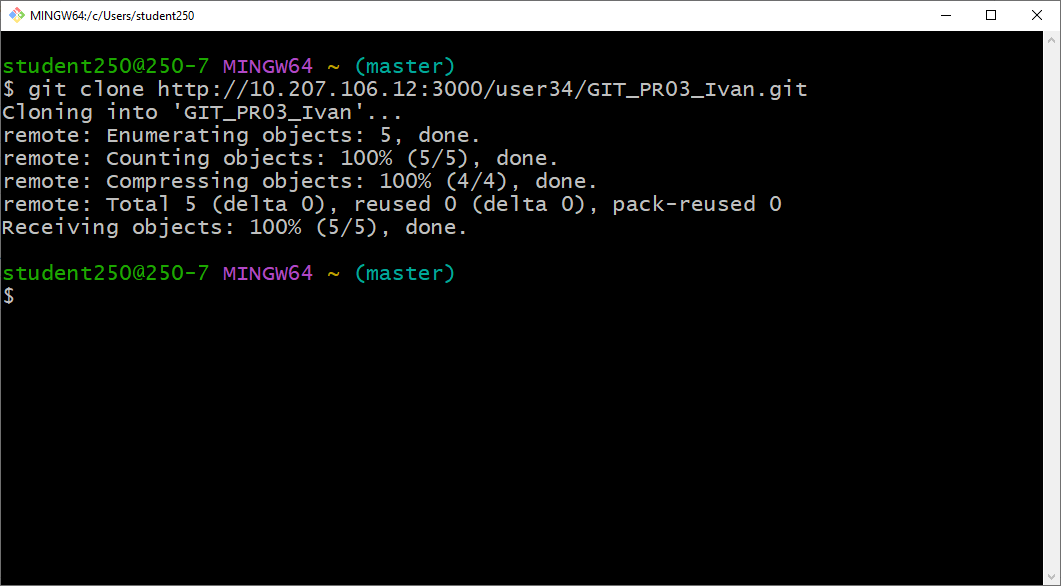 MINGW64:/c/Users/student250
student250@250-7 MINGW64 ~ (master)
$ git clone http://10.207.106.12:3000/user34/GIT_PR03_Ivan.git
Cloning into 'GIT_PR03_Ivan'...
remote: Enumerating objects: 5, done.
remote: Counting objects: 100% (5/5), done.
remote: Compressing objects: 100% (4/4), done.
remote: Total 5 (delta 0), reused 0 (delta 0), pack-reused 0
Receiving objects: 100% (5/5), done.
student250@250-7 MINGW64 ~ (master)
$